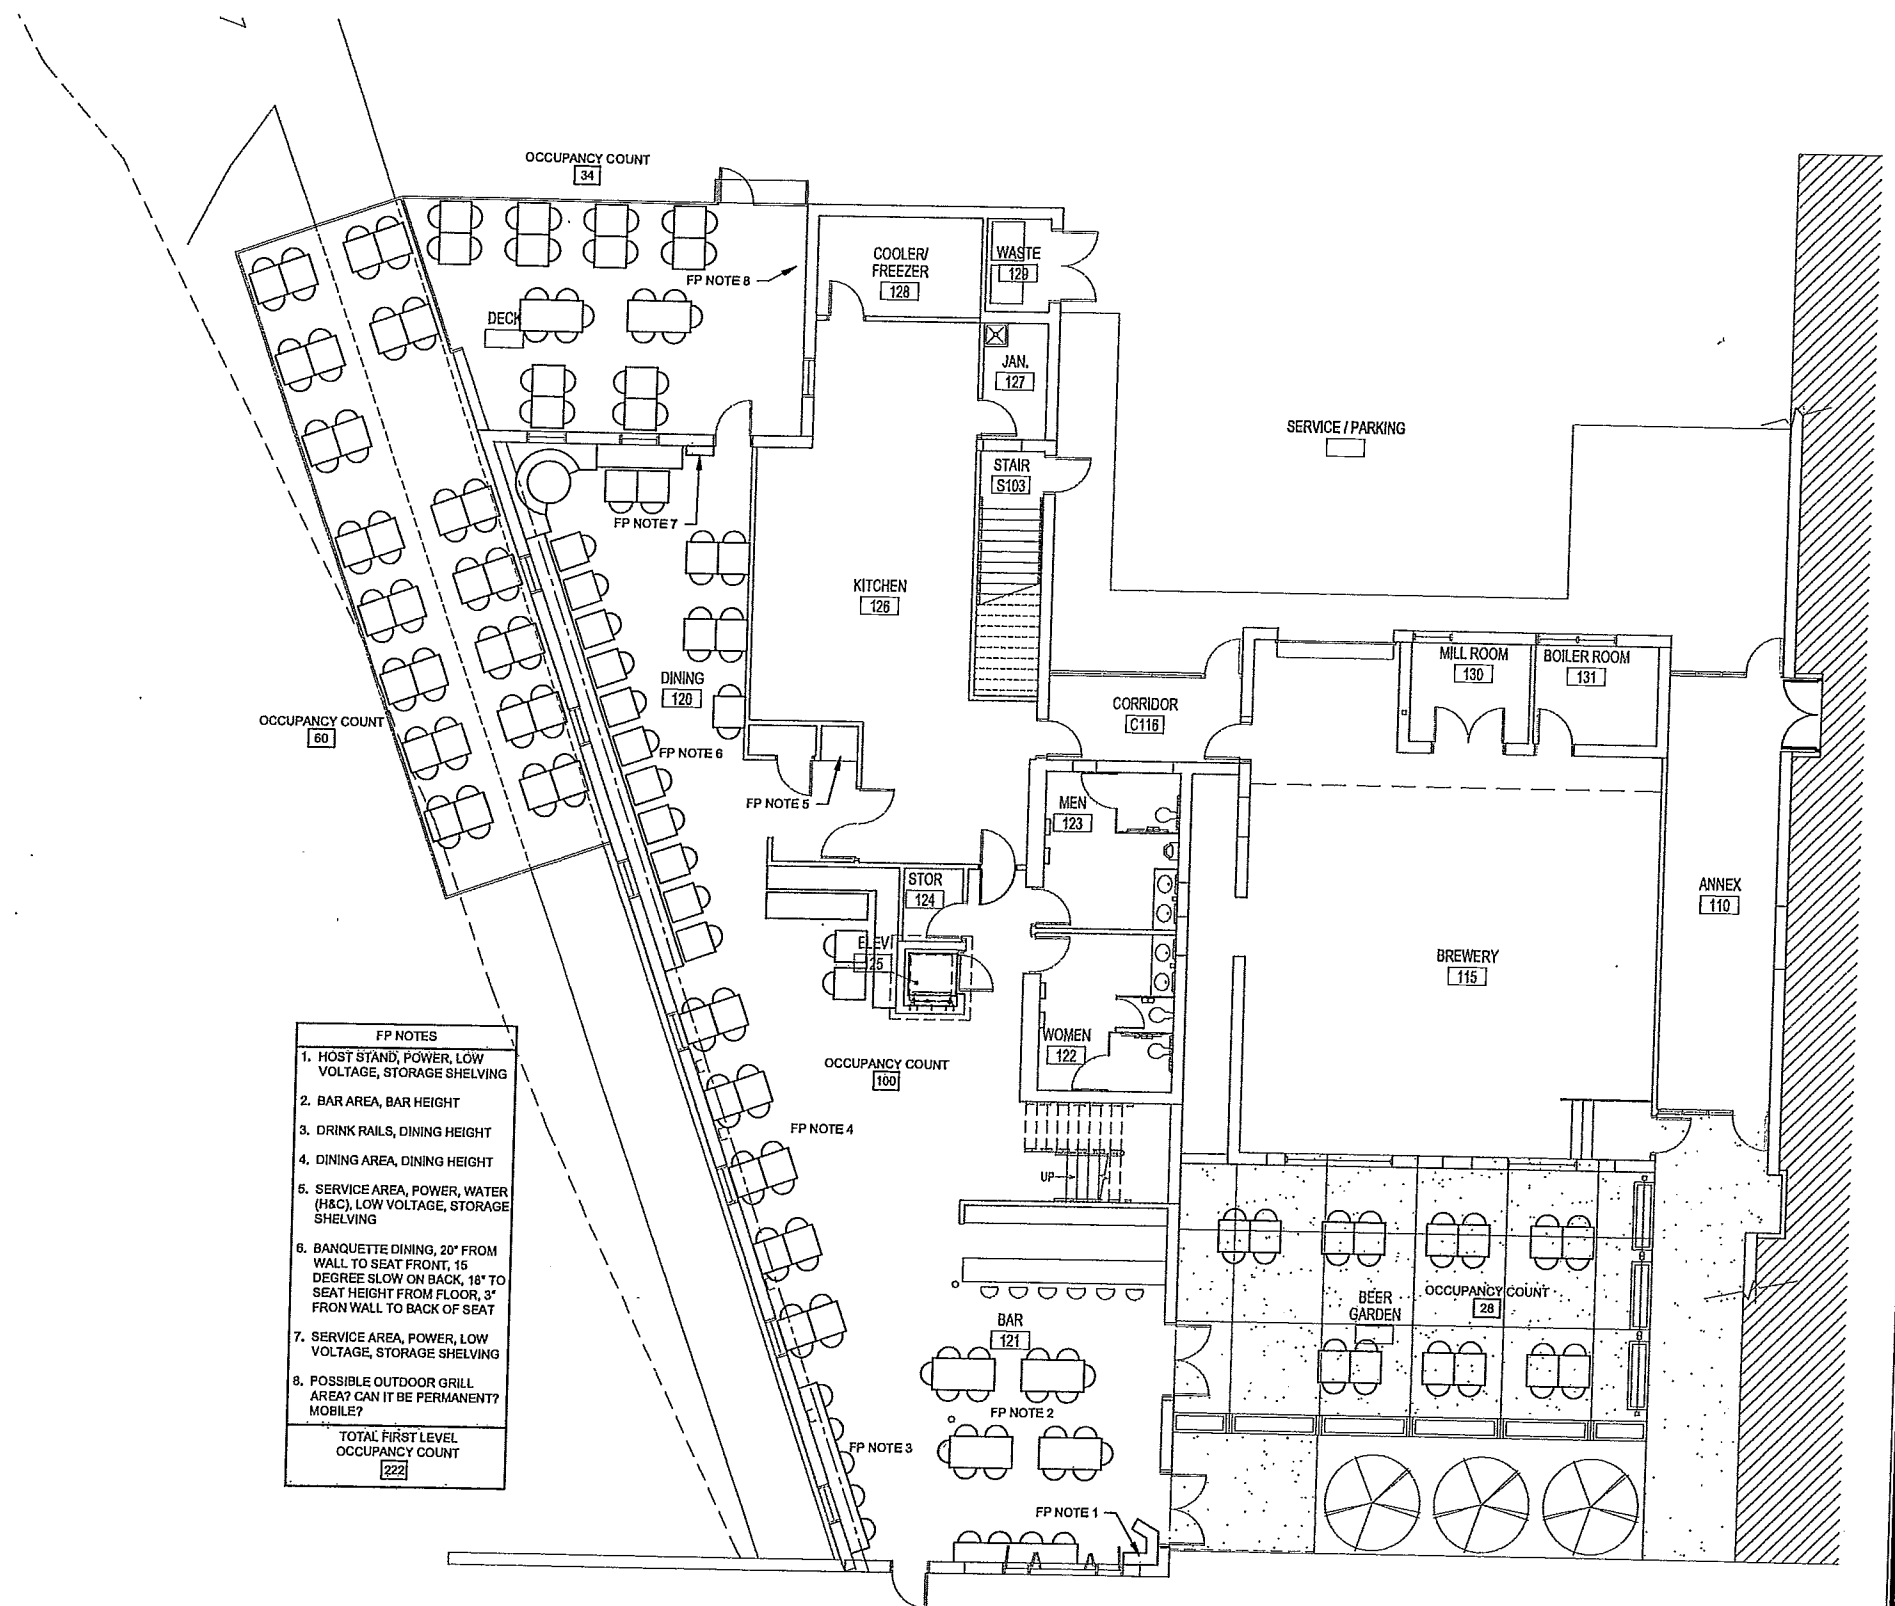 OCCUPANCY COUNT
34
COOLER/
FREEZER
128
WASTE
129
FP NOTE 8
DECK
JAN.
127
SERVICE / PARKING
STAIR
S103
FP NOTE 7
KITCHEN
126
DINING
120
MILL ROOM
130
BOILER ROOM
131
CORRIDOR
C116
OCCUPANCY COUNT
60
FP NOTE 6
FP NOTE 5
MEN
123
STOR
124
ANNEX
110
ELEV
125
BREWERY
115
WOMEN
122
OCCUPANCY COUNT
100
FP NOTE 4
UP
BEER
GARDEN
OCCUPANCY COUNT
28
BAR
121
FP NOTE 2
FP NOTE 3
FP NOTE 1
FP NOTES
1. HOST STAND, POWER, LOW
VOLTAGE, STORAGE SHELVING
2. BAR AREA, BAR HEIGHT
3. DRINK RAILS, DINING HEIGHT
4. DINING AREA, DINING HEIGHT
5. SERVICE AREA, POWER, WATER
(H&C), LOW VOLTAGE, STORAGE
SHELVING
6. BANQUETTE DINING, 20" FROM
WALL TO SEAT FRONT, 15
DEGREE SLOW ON BACK, 18" TO
SEAT HEIGHT FROM FLOOR, 3"
FRON WALL TO BACK OF SEAT
7. SERVICE AREA, POWER, LOW
VOLTAGE, STORAGE SHELVING
8. POSSIBLE OUTDOOR GRILL
AREA? CAN IT BE PERMANENT?
MOBILE?
TOTAL FIRST LEVEL
OCCUPANCY COUNT
222